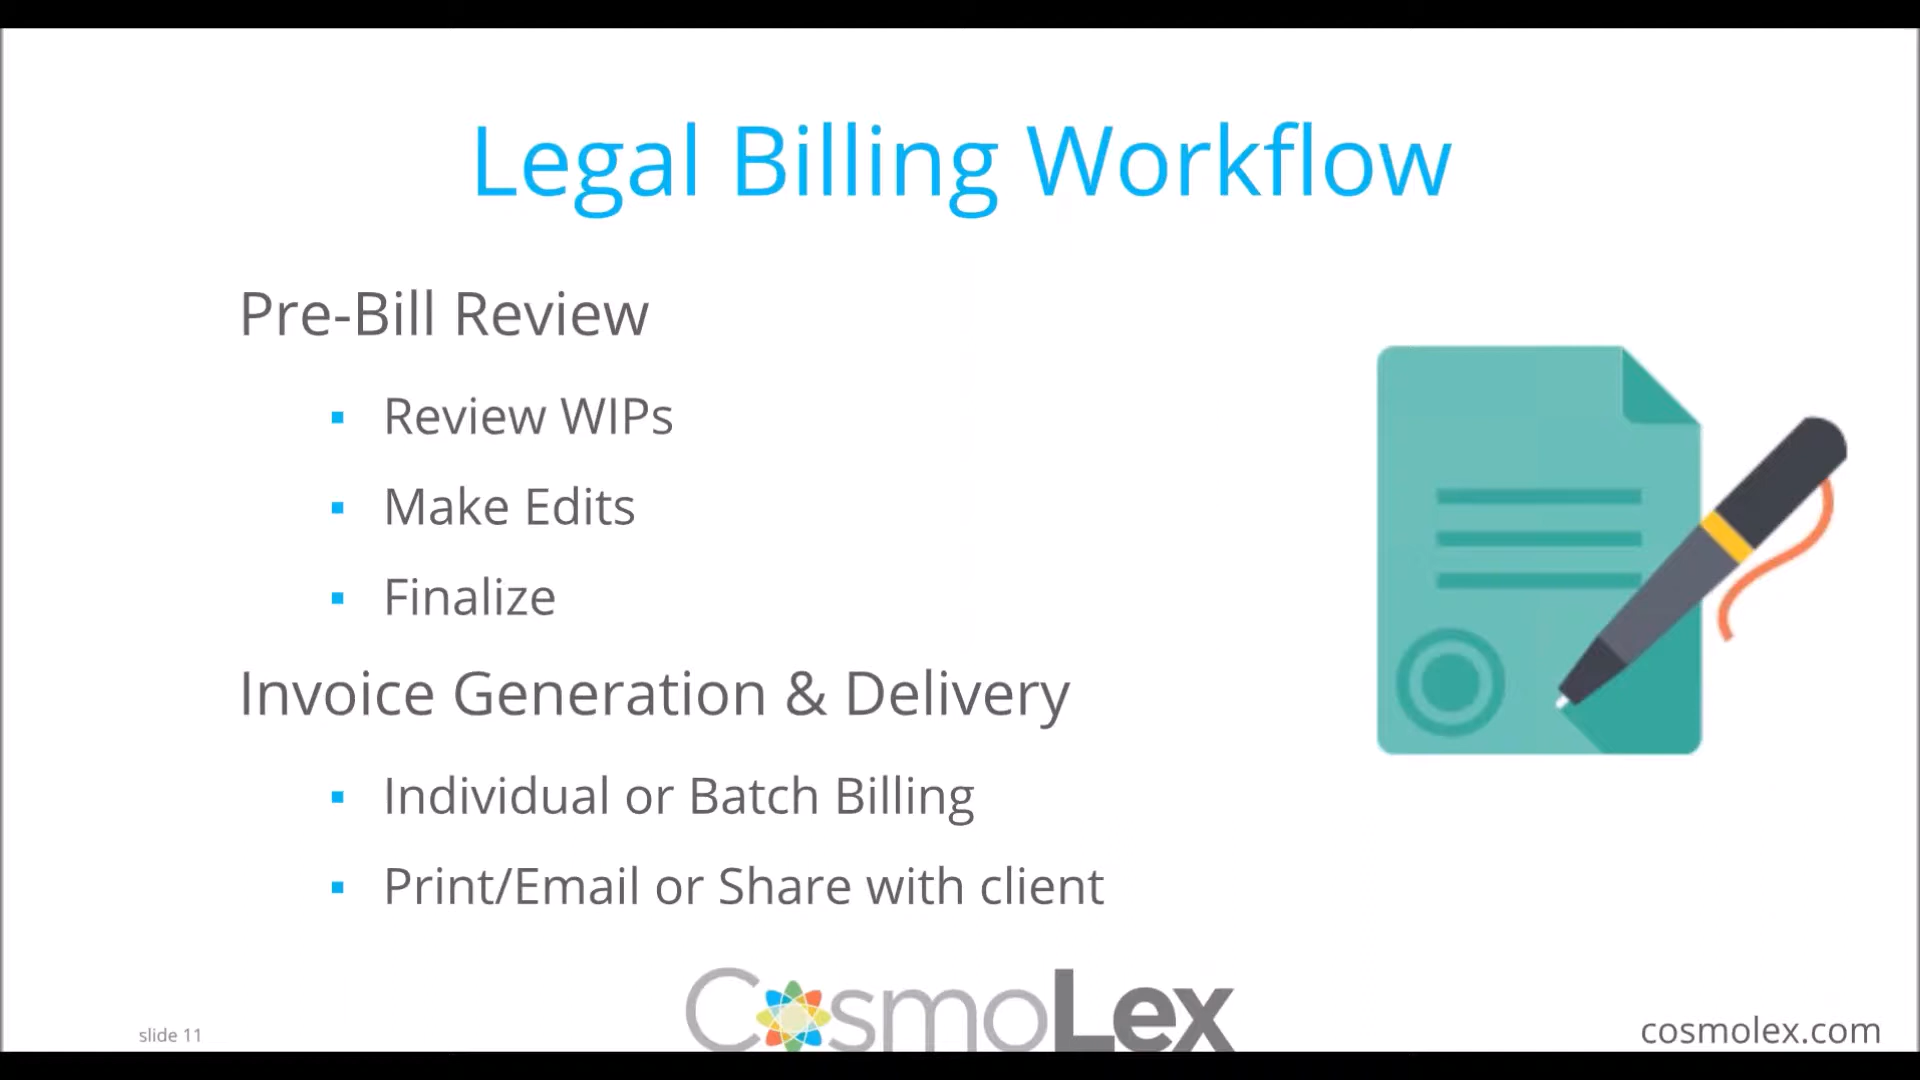 Legal Billing Workflow
Pre-Bill Review
Review WIPs
Make Edits
Finalize
Invoice Generation & Delivery
Individual or Batch Billing
Print/Email or Share with client
slide 11
CosmoLex
cosmolex.com